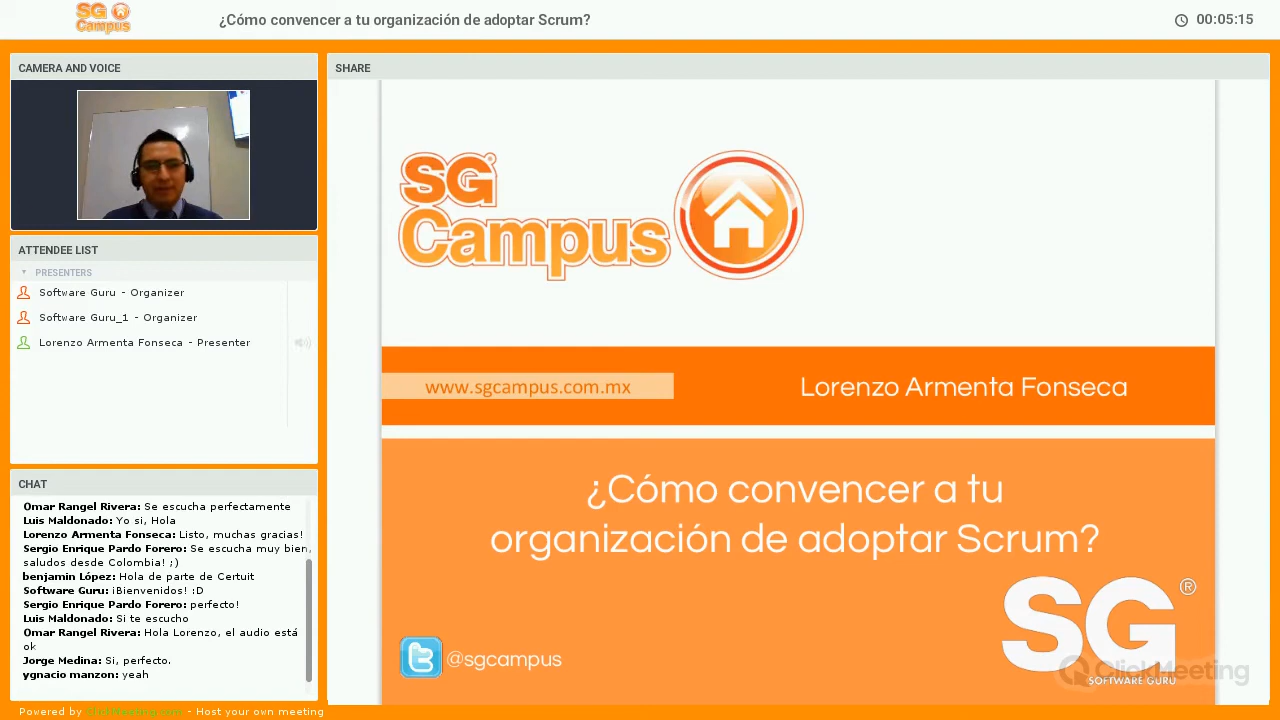 SG
Campus
¿Cómo convencer a tu organización de adoptar Scrum?
00:05:15
CAMERA AND VOICE
ATTENDEE LIST
PRESENTERS
Software Guru - Organizer
Software Guru_1 - Organizer
Lorenzo Armenta Fonseca - Presenter
CHAT
Omar Rangel Rivera: Se escucha perfectamente
Luis Maldonado: Yo si, Hola
Lorenzo Armenta Fonseca: Listo, muchas gracias!
Sergio Enrique Pardo Forero: Se escucha muy bien,
saludos desde Colombia! ;)
benjamin López: Hola de parte de Certuit
Software Guru: ¡Bienvenidos! :D
Sergio Enrique Pardo Forero: perfecto!
Luis Maldonado: Si te escucho
Omar Rangel Rivera: Hola Lorenzo, el audio está
ok
Jorge Medina: Si, perfecto.
ygnacio manzon: yeah
SHARE
SG®
Campus
www.sgcampus.com.mx
Lorenzo Armenta Fonseca
¿Cómo convencer a tu
organización de adoptar Scrum?
@sgcampus
SG®
SOFTWARE GURU
ClickMeeting
Powered by ClickMeeting.com - Host your own meeting